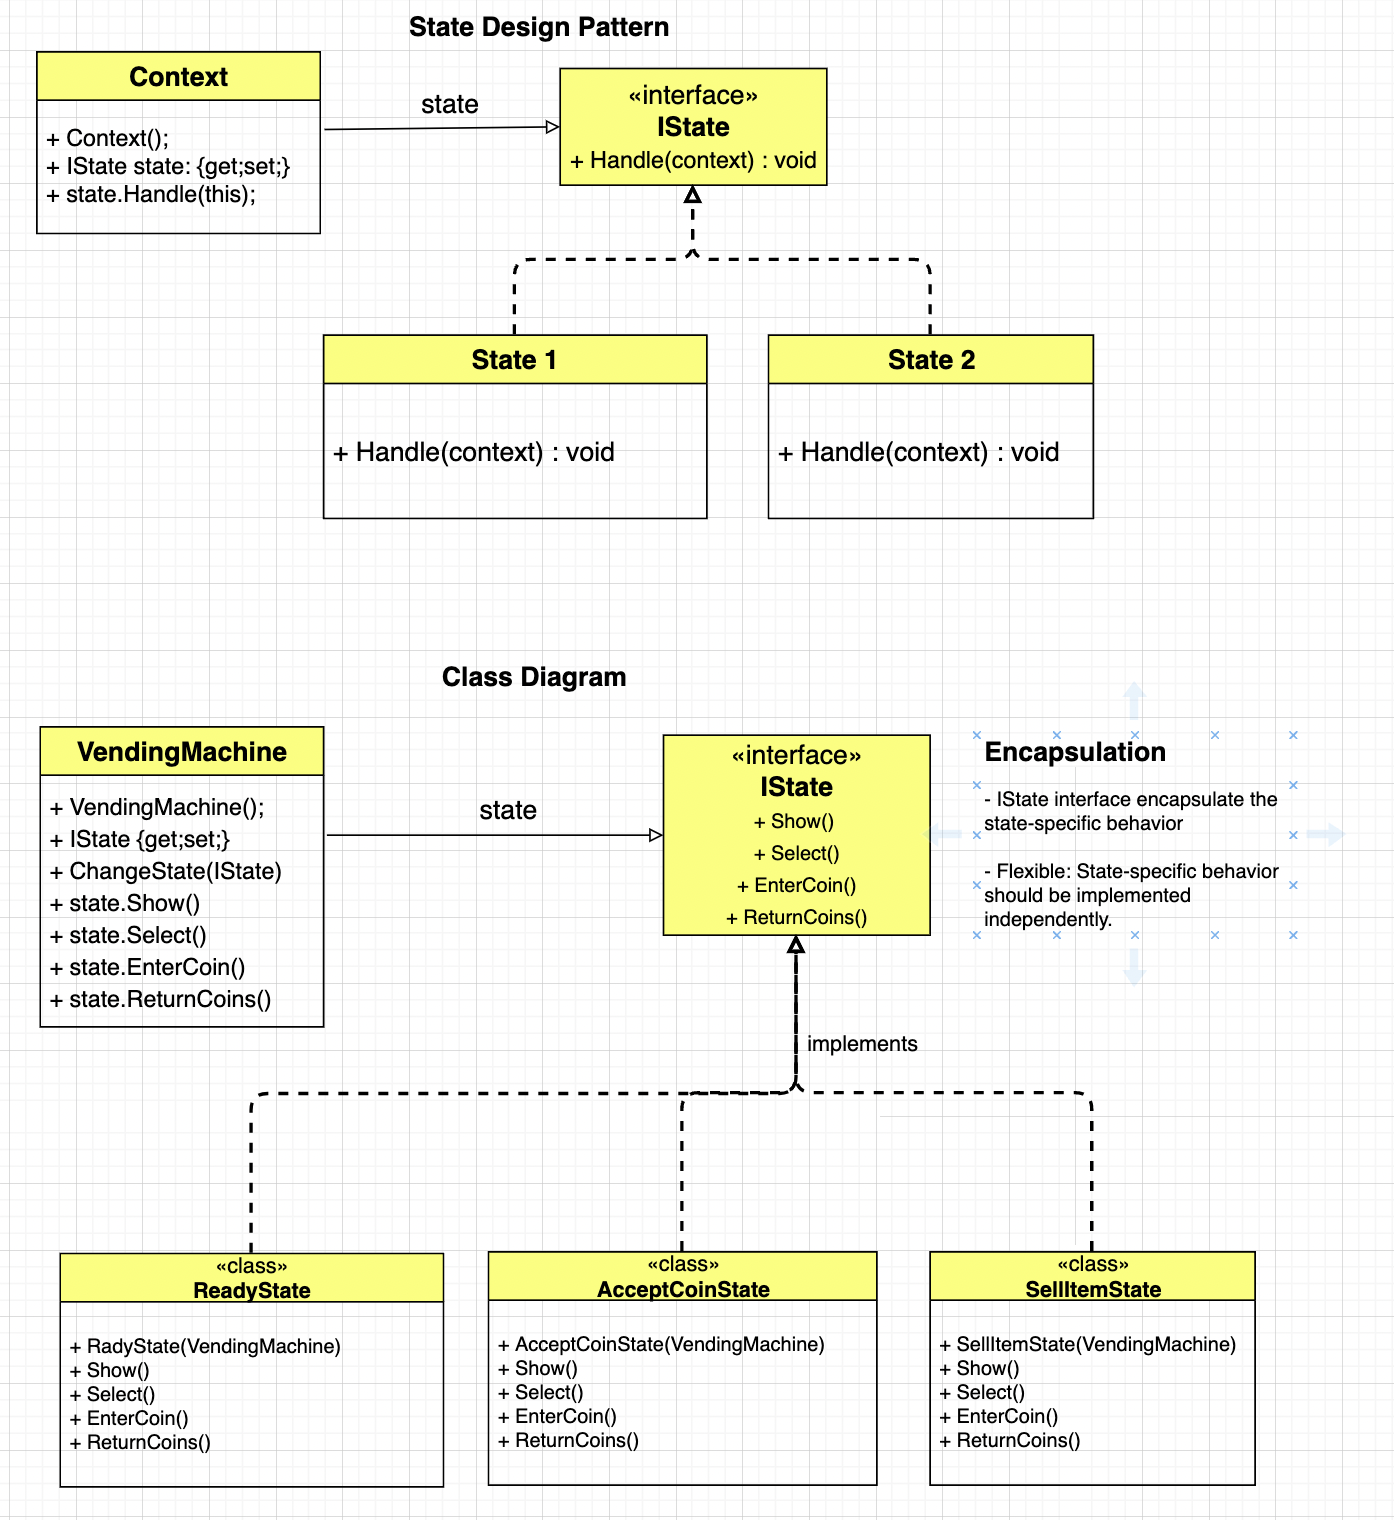 State Design Pattern
Context
+ Context();
+ IState state: {get;set;}
+ state.Handle(this);
state
«interface»
IState
+ Handle(context) : void
State 1
+ Handle(context) : void
State 2
+ Handle(context) : void
Class Diagram
VendingMachine
+ VendingMachine();
+ IState {get;set;}
+ ChangeState(IState)
+ state.Show()
+ state.Select()
+ state.EnterCoin()
+ state.ReturnCoins()
state
«interface»
IState
+ Show()
+ Select()
+ EnterCoin()
+ ReturnCoins()
Encapsulation
- IState interface encapsulate the
state-specific behavior
- Flexible: State-specific behavior
should be implemented
independently.
implements
«class»
ReadyState
+ RadyState(VendingMachine)
+ Show()
+ Select()
+ EnterCoin()
+ ReturnCoins()
«class»
AcceptCoinState
+ AcceptCoinState(VendingMachine)
+ Show()
+ Select()
+ EnterCoin()
+ ReturnCoins()
«class»
SellItemState
+ SellItemState(VendingMachine)
+ Show()
+ Select()
+ EnterCoin()
+ ReturnCoins()